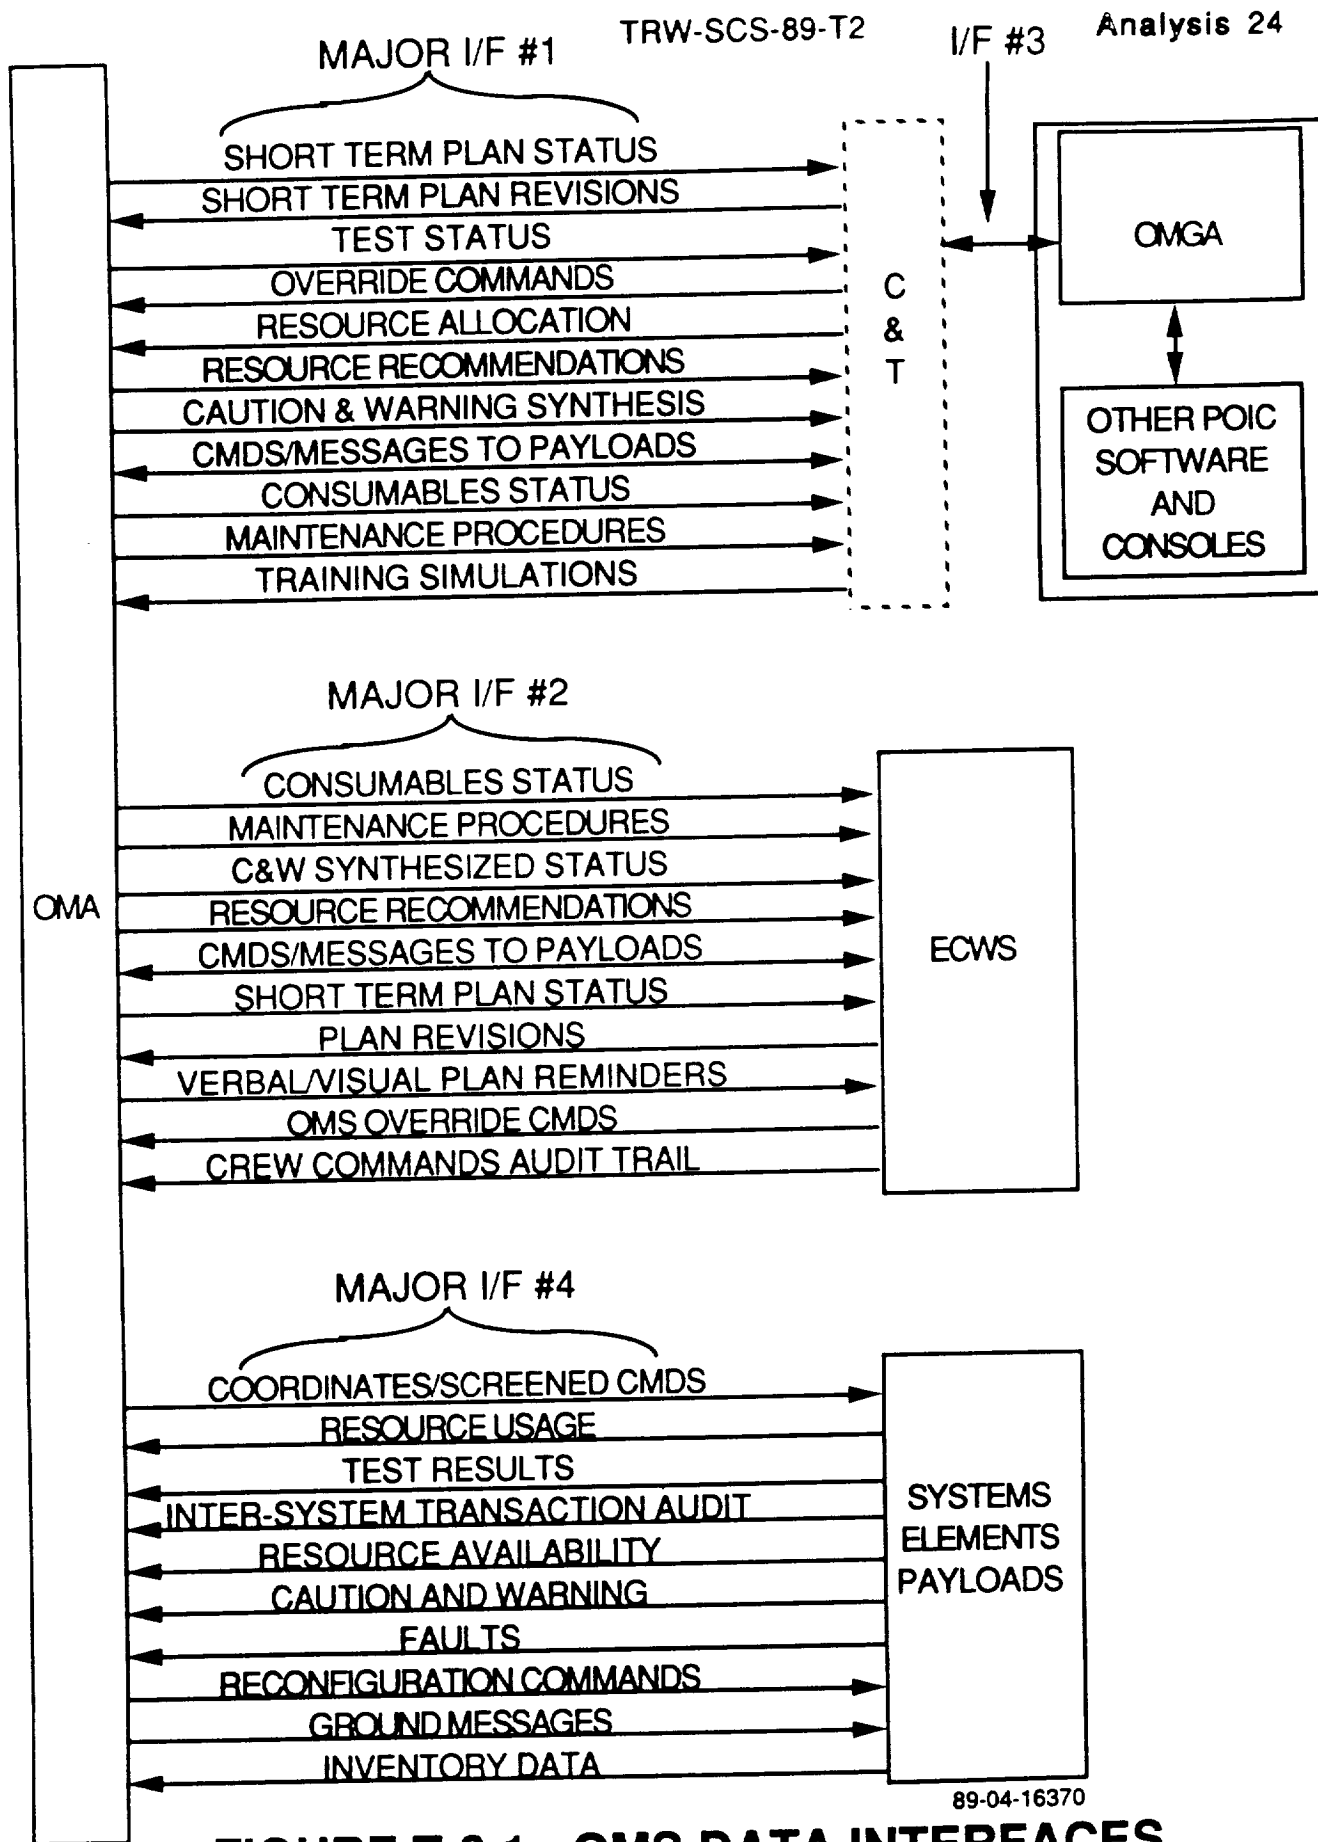 TRW-SCS-89-T2
Analysis 24
MAJOR I/F #1
I/F #3
SHORT TERM PLAN STATUS
SHORT TERM PLAN REVISIONS
TEST STATUS
OVERRIDE COMMANDS
RESOURCE ALLOCATION
RESOURCE RECOMMENDATIONS
CAUTION & WARNING SYNTHESIS
CMDS/MESSAGES TO PAYLOADS
CONSUMABLES STATUS
MAINTENANCE PROCEDURES
TRAINING SIMULATIONS
C
&
T
OMGA
OTHER POIC
SOFTWARE
AND
CONSOLES
OMA
MAJOR I/F #2
CONSUMABLES STATUS
MAINTENANCE PROCEDURES
C&W SYNTHESIZED STATUS
RESOURCE RECOMMENDATIONS
CMDS/MESSAGES TO PAYLOADS
SHORT TERM PLAN STATUS
PLAN REVISIONS
VERBAL/VISUAL PLAN REMINDERS
OMS OVERRIDE CMDS
CREW COMMANDS AUDIT TRAIL
ECWS
MAJOR I/F #4
COORDINATES/SCREENED CMDS
RESOURCE USAGE
TEST RESULTS
INTER-SYSTEM TRANSACTION AUDIT
RESOURCE AVAILABILITY
CAUTION AND WARNING
FAULTS
RECONFIGURATION COMMANDS
GROUND MESSAGES
INVENTORY DATA
SYSTEMS
ELEMENTS
PAYLOADS
89-04-16370
OMS DATA INTERFACES